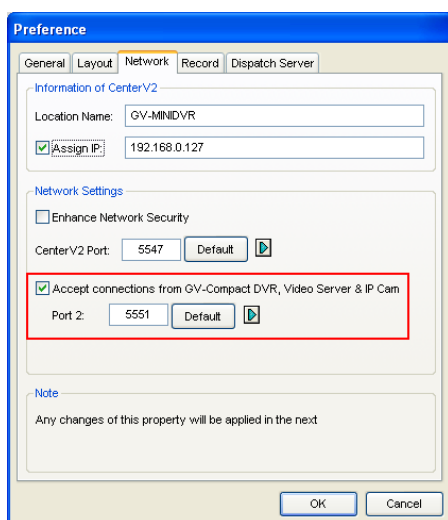 Preference
General Layout Network Record Dispatch Server
Information of CenterV2
Location Name: GV-MINIDVR
Assign IP: 192.168.0.127
Network Settings
Enhance Network Security
CenterV2 Port: 5547 Default
Accept connections from GV-Compact DVR, Video Server & IP Cam
Port 2: 5551 Default
Note
Any changes of this property will be applied in the next
OK Cancel